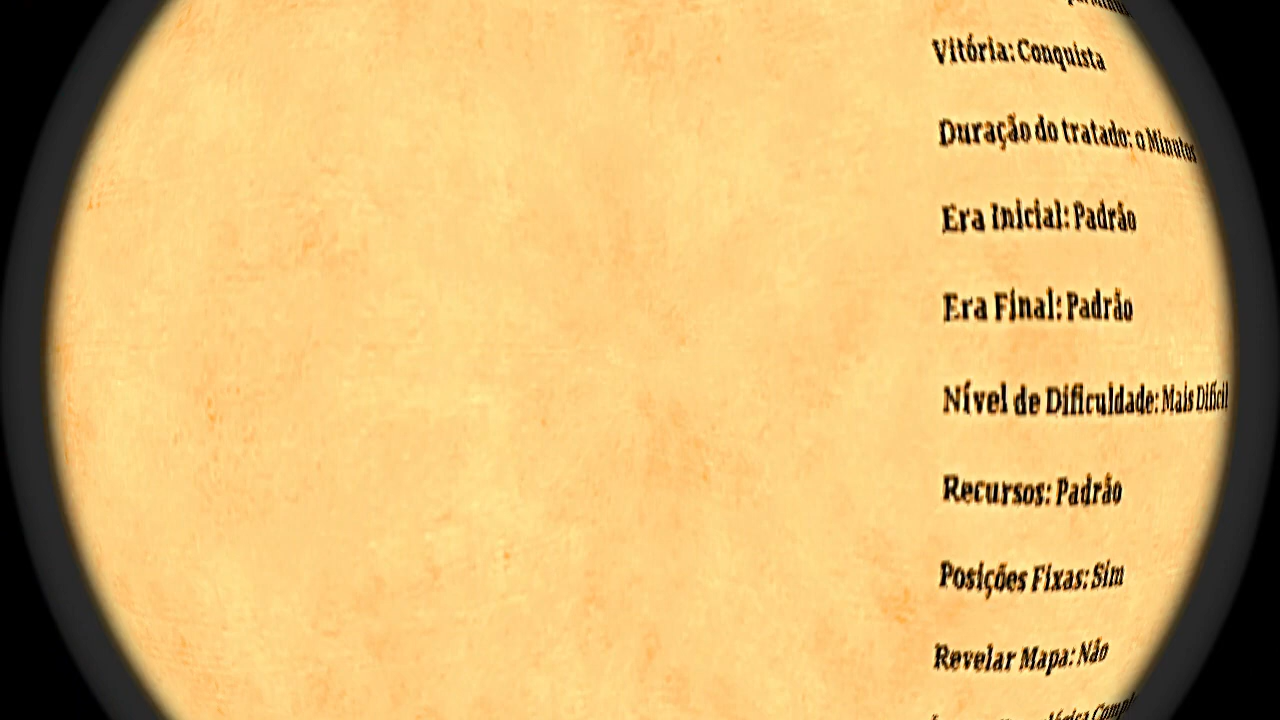 Vitória: Conquista
Duração do tratado: 0 Minutos
Era Inicial: Padrão
Era Final: Padrão
Nível de Dificuldade: Mais Difícil
Recursos: Padrão
Posições Fixas: Sim
Revelar Mapa: Não